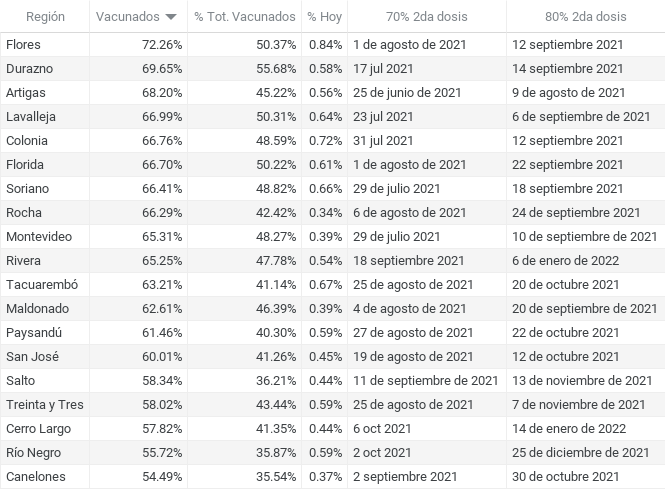 Región Vacunados % Tot. Vacunados % Hoy 70% 2da dosis 80% 2da dosis
Flores 72.26% 50.37% 0.84% 1 de agosto de 2021 12 septiembre 2021
Durazno 69.65% 55.68% 0.58% 17 jul 2021 14 septiembre 2021
Artigas 68.20% 45.22% 0.56% 25 de junio de 2021 9 de agosto de 2021
Lavalleja 66.99% 50.31% 0.64% 23 jul 2021 6 de septiembre de 2021
Colonia 66.76% 48.59% 0.72% 31 jul 2021 12 septiembre 2021
Florida 66.70% 50.22% 0.61% 1 de agosto de 2021 22 septiembre 2021
Soriano 66.41% 48.82% 0.66% 29 de julio 2021 18 septiembre 2021
Rocha 66.29% 42.42% 0.34% 6 de agosto de 2021 24 de septiembre 2021
Montevideo 65.31% 48.27% 0.39% 29 de julio 2021 10 de septiembre de 2021
Rivera 65.25% 47.78% 0.54% 18 septiembre 2021 6 de enero de 2022
Tacuarembó 63.21% 41.14% 0.67% 25 de agosto de 2021 20 de octubre 2021
Maldonado 62.61% 46.39% 0.39% 4 de agosto de 2021 20 de septiembre de 2021
Paysandú 61.46% 40.30% 0.59% 27 de agosto de 2021 22 de octubre 2021
San José 60.01% 41.26% 0.45% 19 de agosto de 2021 12 de octubre 2021
Salto 58.34% 36.21% 0.44% 11 de septiembre de 2021 13 de noviembre de 2021
Treinta y Tres 58.02% 43.44% 0.59% 25 de agosto de 2021 7 de noviembre de 2021
Cerro Largo 57.82% 41.35% 0.44% 6 oct 2021 14 de enero de 2022
Río Negro 55.72% 35.87% 0.59% 2 oct 2021 25 de diciembre de 2021
Canelones 54.49% 35.54% 0.37% 2 septiembre 2021 30 de octubre 2021